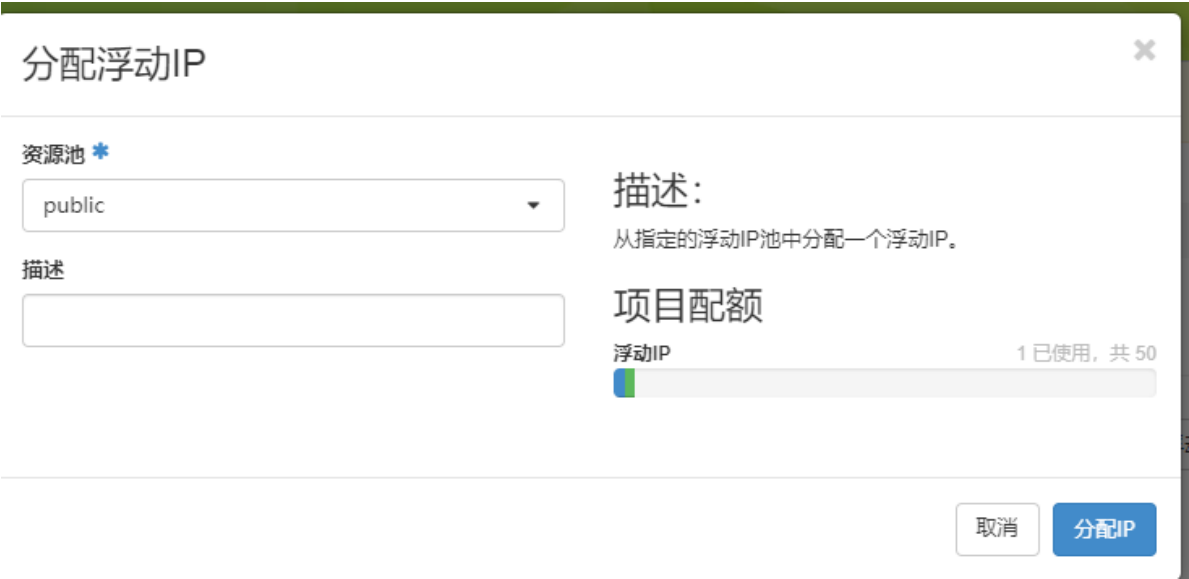 分配浮动IP
资源池
public
描述
描述：
从指定的浮动IP池中分配一个浮动IP。
项目配额
浮动IP
1 已使用，共 50
取消
分配IP